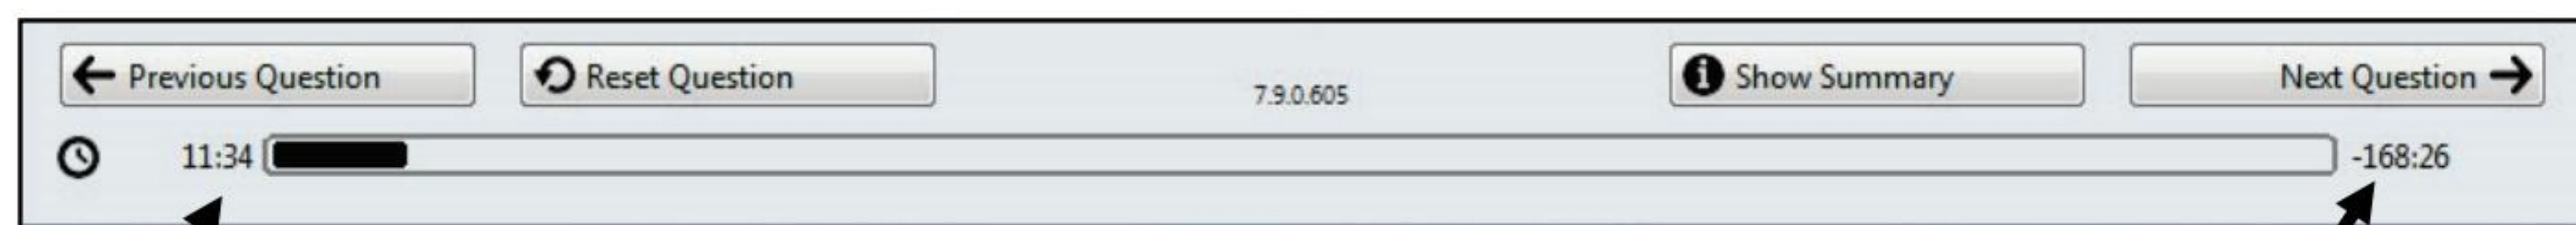 Previous Question
Reset Question
7.9.0.605
Show Summary
Next Question
11:34
-168:26